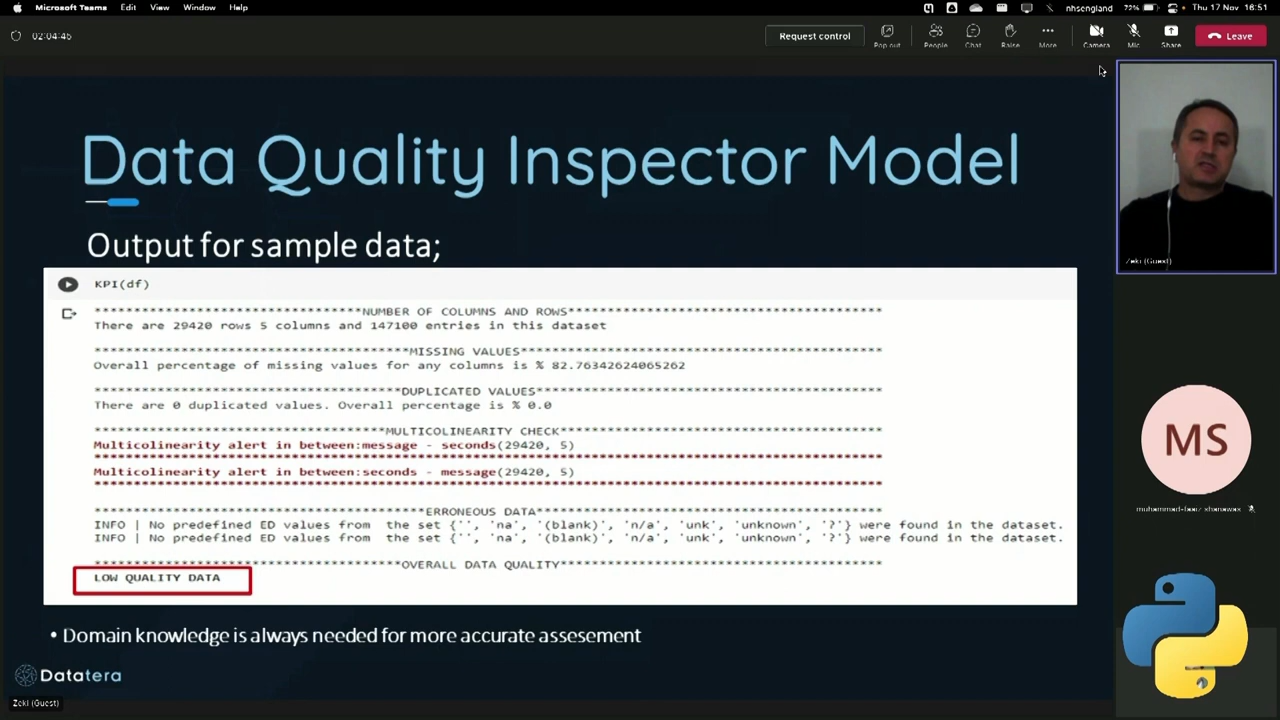 Microsoft Teams Edit View Window Help
nhsengland 72% Thu 17 Nov 16:51
02:04:45
Request control
Pop out People Chat Raise More Camera Mic Share Leave
Data Quality Inspector Model
Output for sample data;
KPI(df)
**********************************NUMBER OF COLUMNS AND ROWS****************************************
There are 29420 rows 5 columns and 147100 entries in this dataset
****************************************MISSING VALUES**********************************************
Overall percentage of missing values for any columns is % 82.76342624065262
***************************************DUPLICATED VALUES********************************************
There are 0 duplicated values. Overall percentage is % 0.0
*************************************MULTICOLINEARITY CHECK*****************************************
Multicolinearity alert in between:message - seconds(29420, 5)
****************************************************************************************************
Multicolinearity alert in between:seconds - message(29420, 5)
****************************************************************************************************
******************************************ERRONEOUS DATA********************************************
INFO | No predefined ED values from  the set {'', 'na', '(blank)', 'n/a', 'unk', 'unknown', '?'} were found in the dataset.
INFO | No predefined ED values from  the set {'', 'na', '(blank)', 'n/a', 'unk', 'unknown', '?'} were found in the dataset.
***************************************OVERALL DATA QUALITY*****************************************
LOW QUALITY DATA
• Domain knowledge is always needed for more accurate assesement
Datatera
Zeki (Guest)
Zeki (Guest)
MS
muhammad-faaiz shanawas